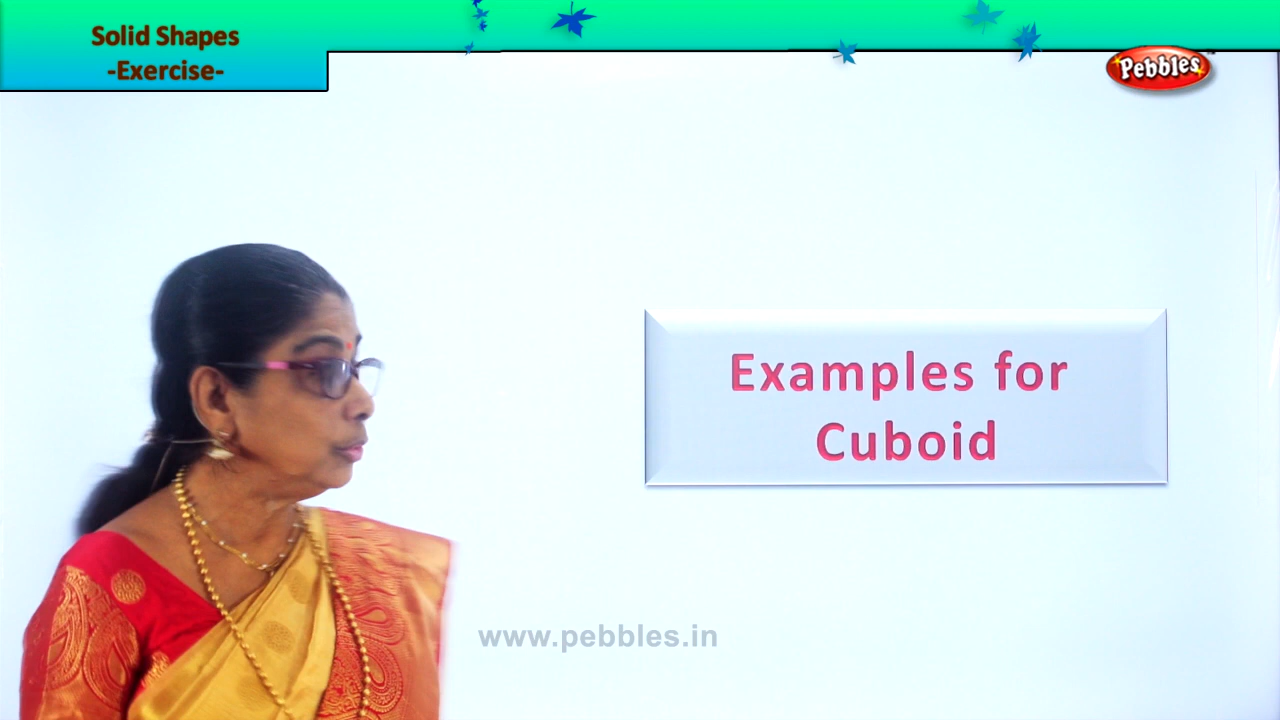 Solid Shapes
-Exercise-
Pebbles
Examples for
Cuboid
www.pebbles.in